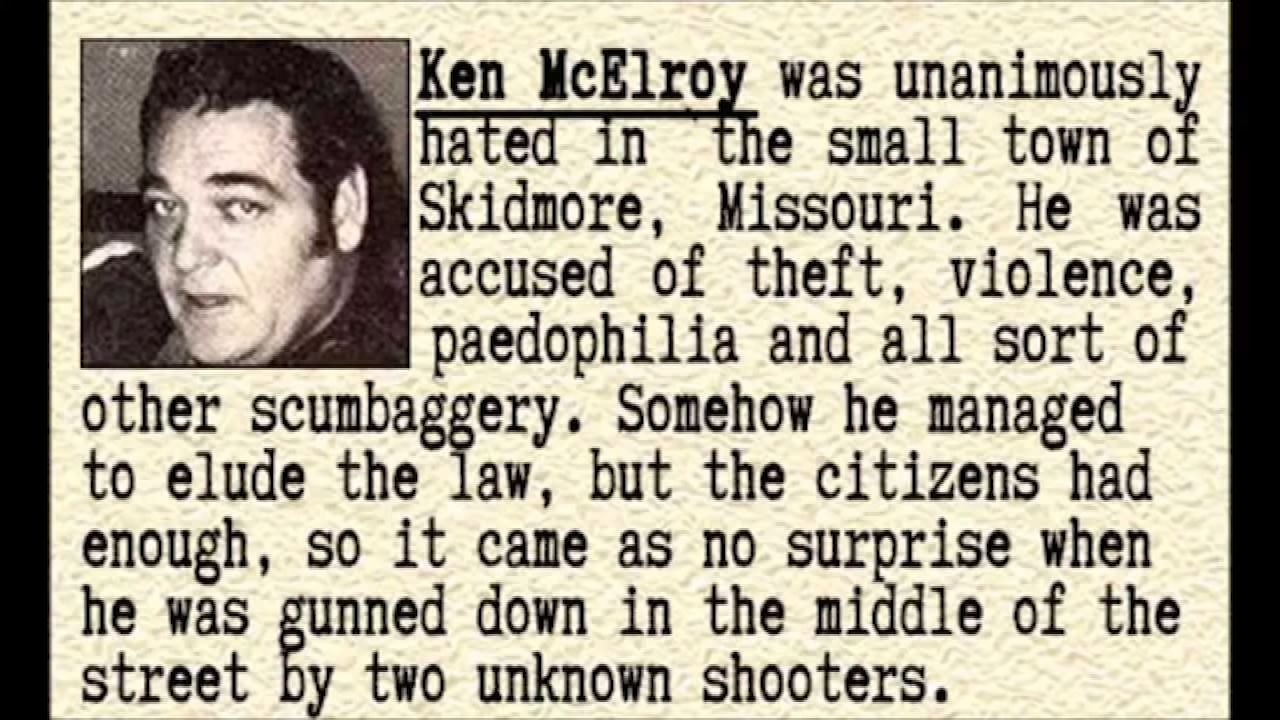 Ken McElroy was unanimously
hated in the small town of
Skidmore, Missouri. He was
accused of theft, violence,
paedophilia and all sort of
other scumbaggery. Somehow he managed
to elude the law, but the citizens had
enough, so it came as no surprise when
he was gunned down in the middle of the
street by two unknown shooters.